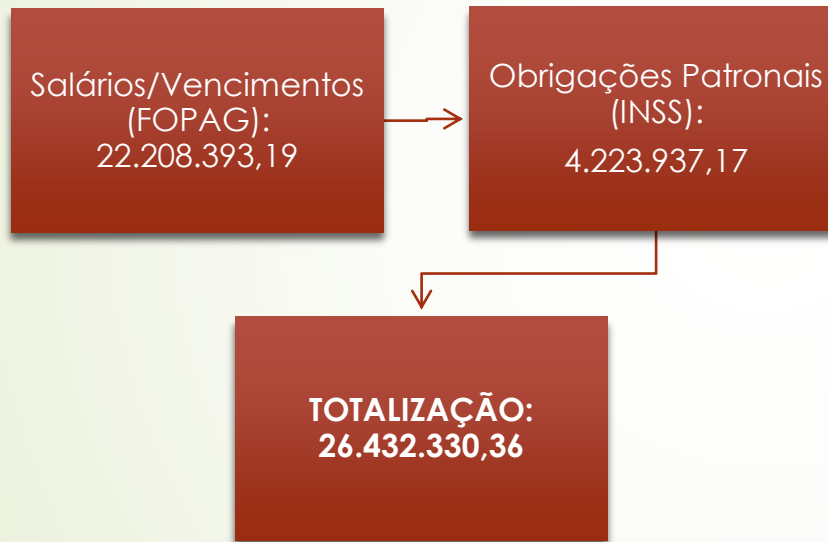 Salários/Vencimentos
(FOPAG):
22.208.393,19
Obrigações Patronais
(INSS):
4.223.937,17
TOTALIZAÇÃO:
26.432.330,36